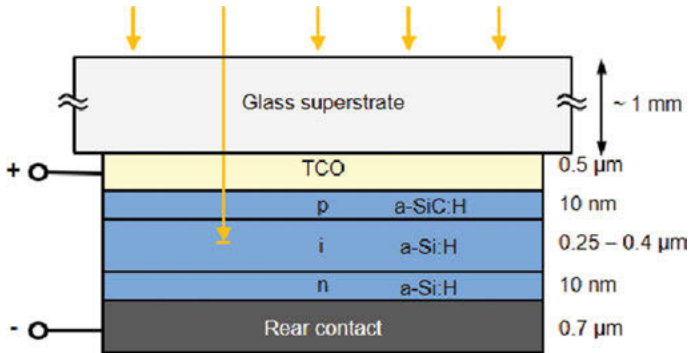 Glass superstrate
~ 1 mm
+ TCO 0.5 µm
p a-SiC:H 10 nm
i a-Si:H 0.25 – 0.4 µm
n a-Si:H 10 nm
- Rear contact 0.7 µm